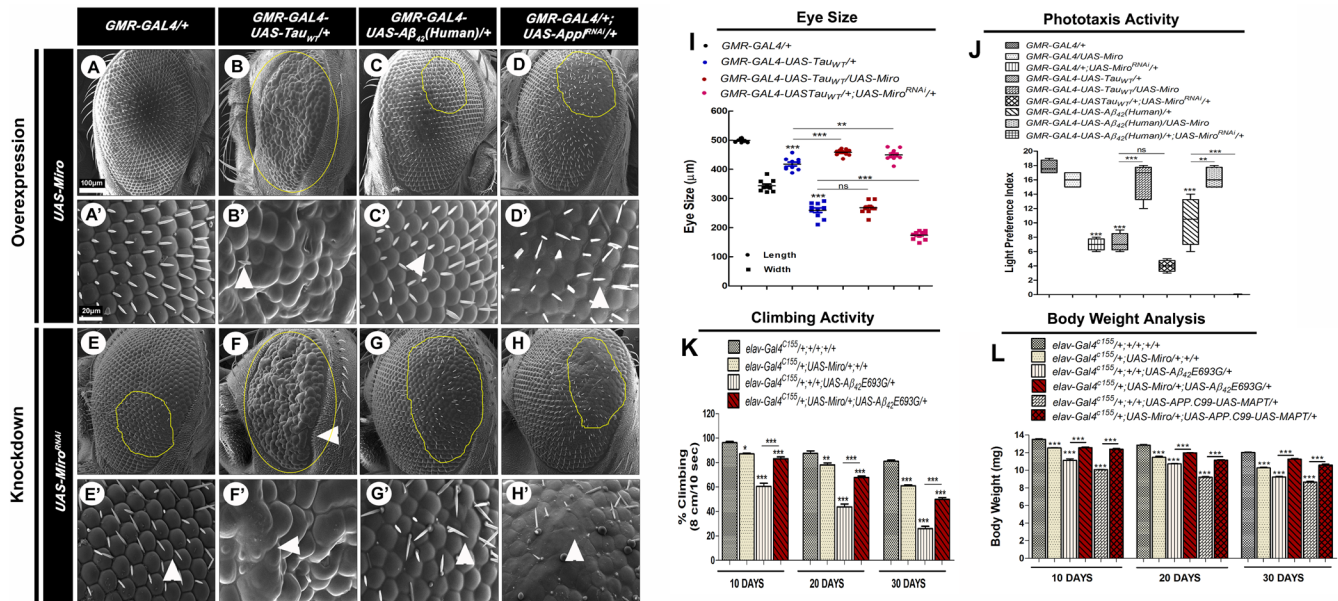 GMR-GAL4/+
GMR-GAL4-
UAS-TauWT/+
GMR-GAL4-
UAS-Aβ42(Human)/+
GMR-GAL4/+;
UAS-ApplRNAi/+
Overexpression
UAS-Miro
A
B
C
D
100µm
A'
B'
C'
D'
20µm
Knockdown
UAS-MiroRNAi
E
F
G
H
E'
F'
G'
H'
Eye Size
I
GMR-GAL4/+
GMR-GAL4-UAS-TauWT/+
GMR-GAL4-UAS-TauWT/UAS-Miro
GMR-GAL4-UASTauWT/+;UAS-MiroRNAi/+
Eye Size (µm)
600
500
400
300
200
100
0
**
***
***
***
ns
***
Length
Width
Phototaxis Activity
J
GMR-GAL4/+
GMR-GAL4/UAS-Miro
GMR-GAL4/+;UAS-MiroRNAi/+
GMR-GAL4-UAS-TauWT/+
GMR-GAL4-UAS-TauWT/UAS-Miro
GMR-GAL4-UASTauWT/+;UAS-MiroRNAi/+
GMR-GAL4-UAS-Aβ42(Human)/+
GMR-GAL4-UAS-Aβ42(Human)/UAS-Miro
GMR-GAL4-UAS-Aβ42(Human)/+;UAS-MiroRNAi/+
Light Preference Index
20
18
16
14
12
10
8
6
4
2
0
ns
***
***
**
***
***
***
Climbing Activity
K
elav-Gal4C155/+;+/+;+/+
elav-Gal4C155/+;UAS-Miro/+;+/+
elav-Gal4C155/+;+/+;UAS-Aβ42E693G/+
elav-Gal4C155/+;UAS-Miro/+;UAS-Aβ42E693G/+
% Climbing
(8 cm/10 sec)
120
100
80
60
40
20
0
* *** *** ***
** *** *** ***
*** *** *** ***
10 DAYS
20 DAYS
30 DAYS
Body Weight Analysis
L
elav-Gal4c155/+;+/+;+/+
elav-Gal4c155/+;UAS-Miro/+;+/+
elav-Gal4c155/+;+/+;UAS-Aβ42E693G/+
elav-Gal4c155/+;UAS-Miro/+;UAS-Aβ42E693G/+
elav-Gal4c155/+;+/+;UAS-APP.C99-UAS-MAPT/+
elav-Gal4c155/+;UAS-Miro/+;UAS-APP.C99-UAS-MAPT/+
Body Weight (mg)
14
12
10
8
6
4
2
0
*** *** *** *** ***
*** *** *** *** ***
*** *** *** *** ***
10 DAYS
20 DAYS
30 DAYS